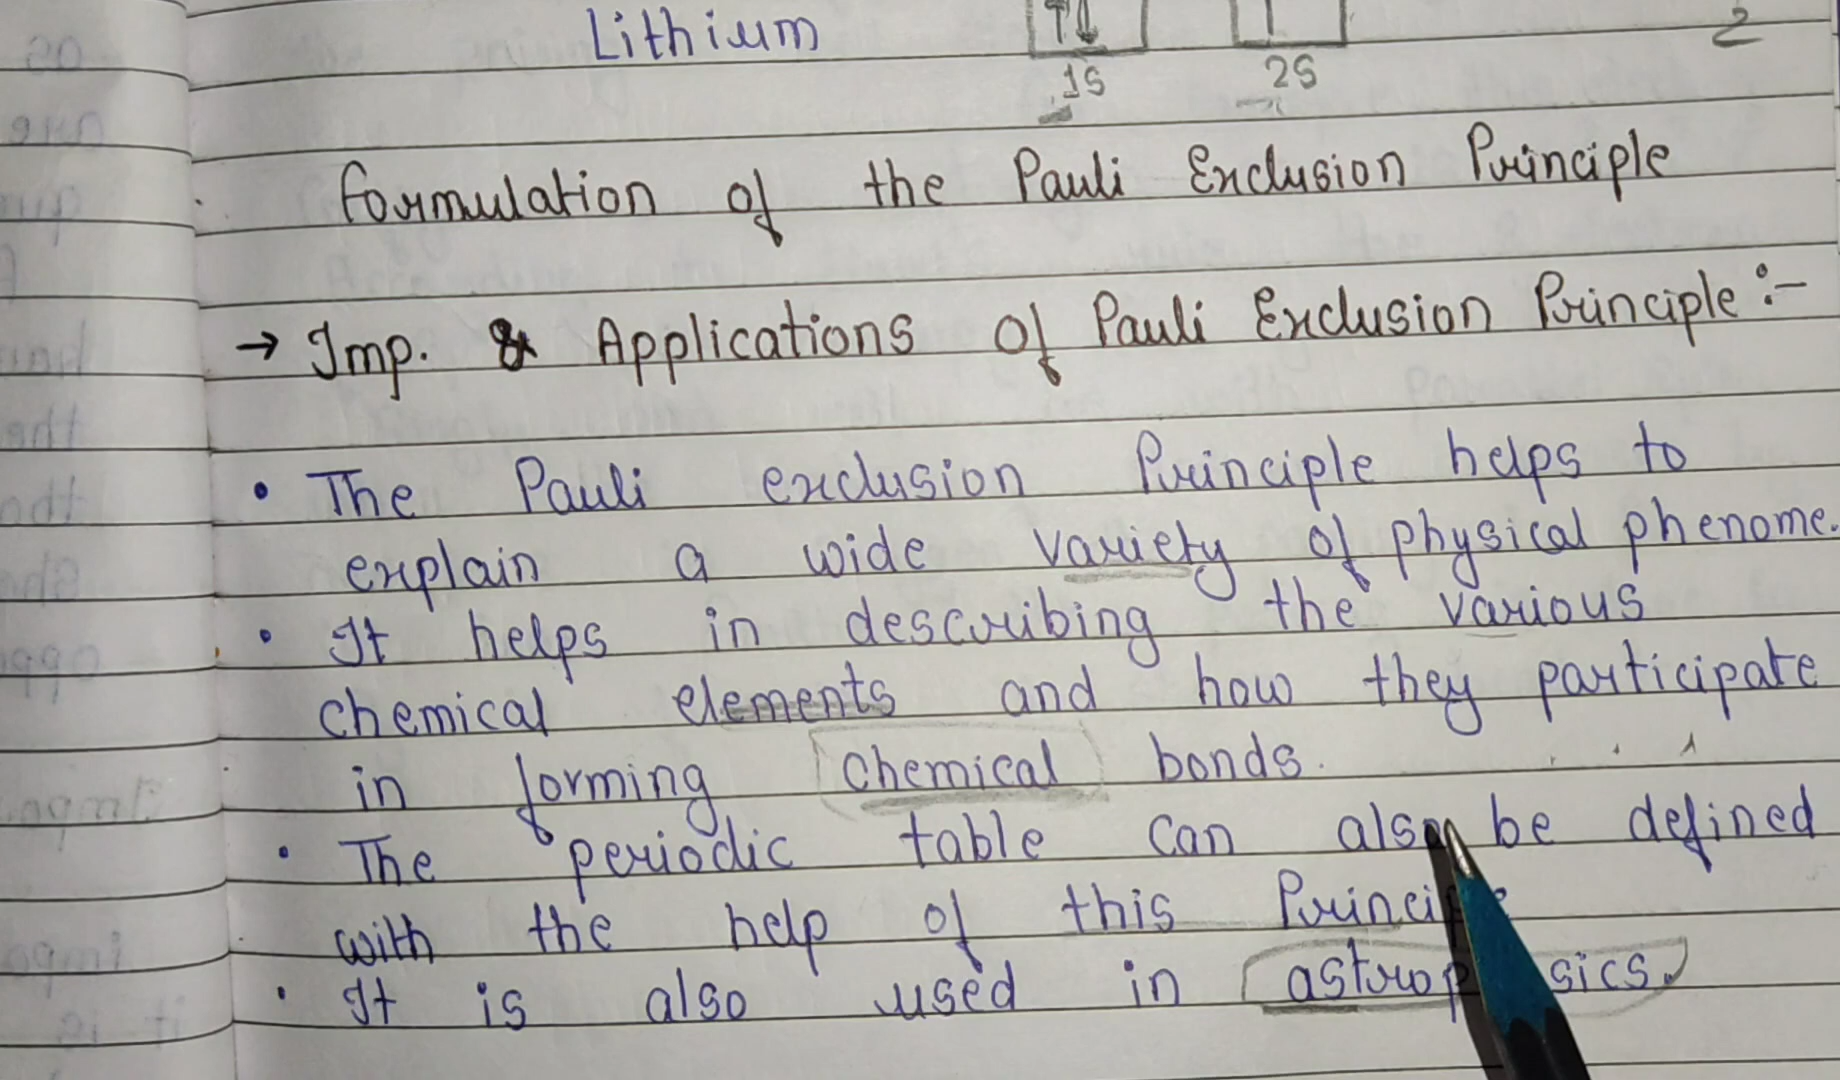 Lithium
1s 2s
2
Formulation of the Pauli Exclusion Principle
→ Imp. & Applications of Pauli Exclusion Principle :-
• The Pauli exclusion Principle helps to
explain a wide variety of physical phenome.
• It helps in describing the various
chemical elements and how they participate
in forming chemical bonds.
• The periodic table can also be defined
with the help of this
• It is also used in